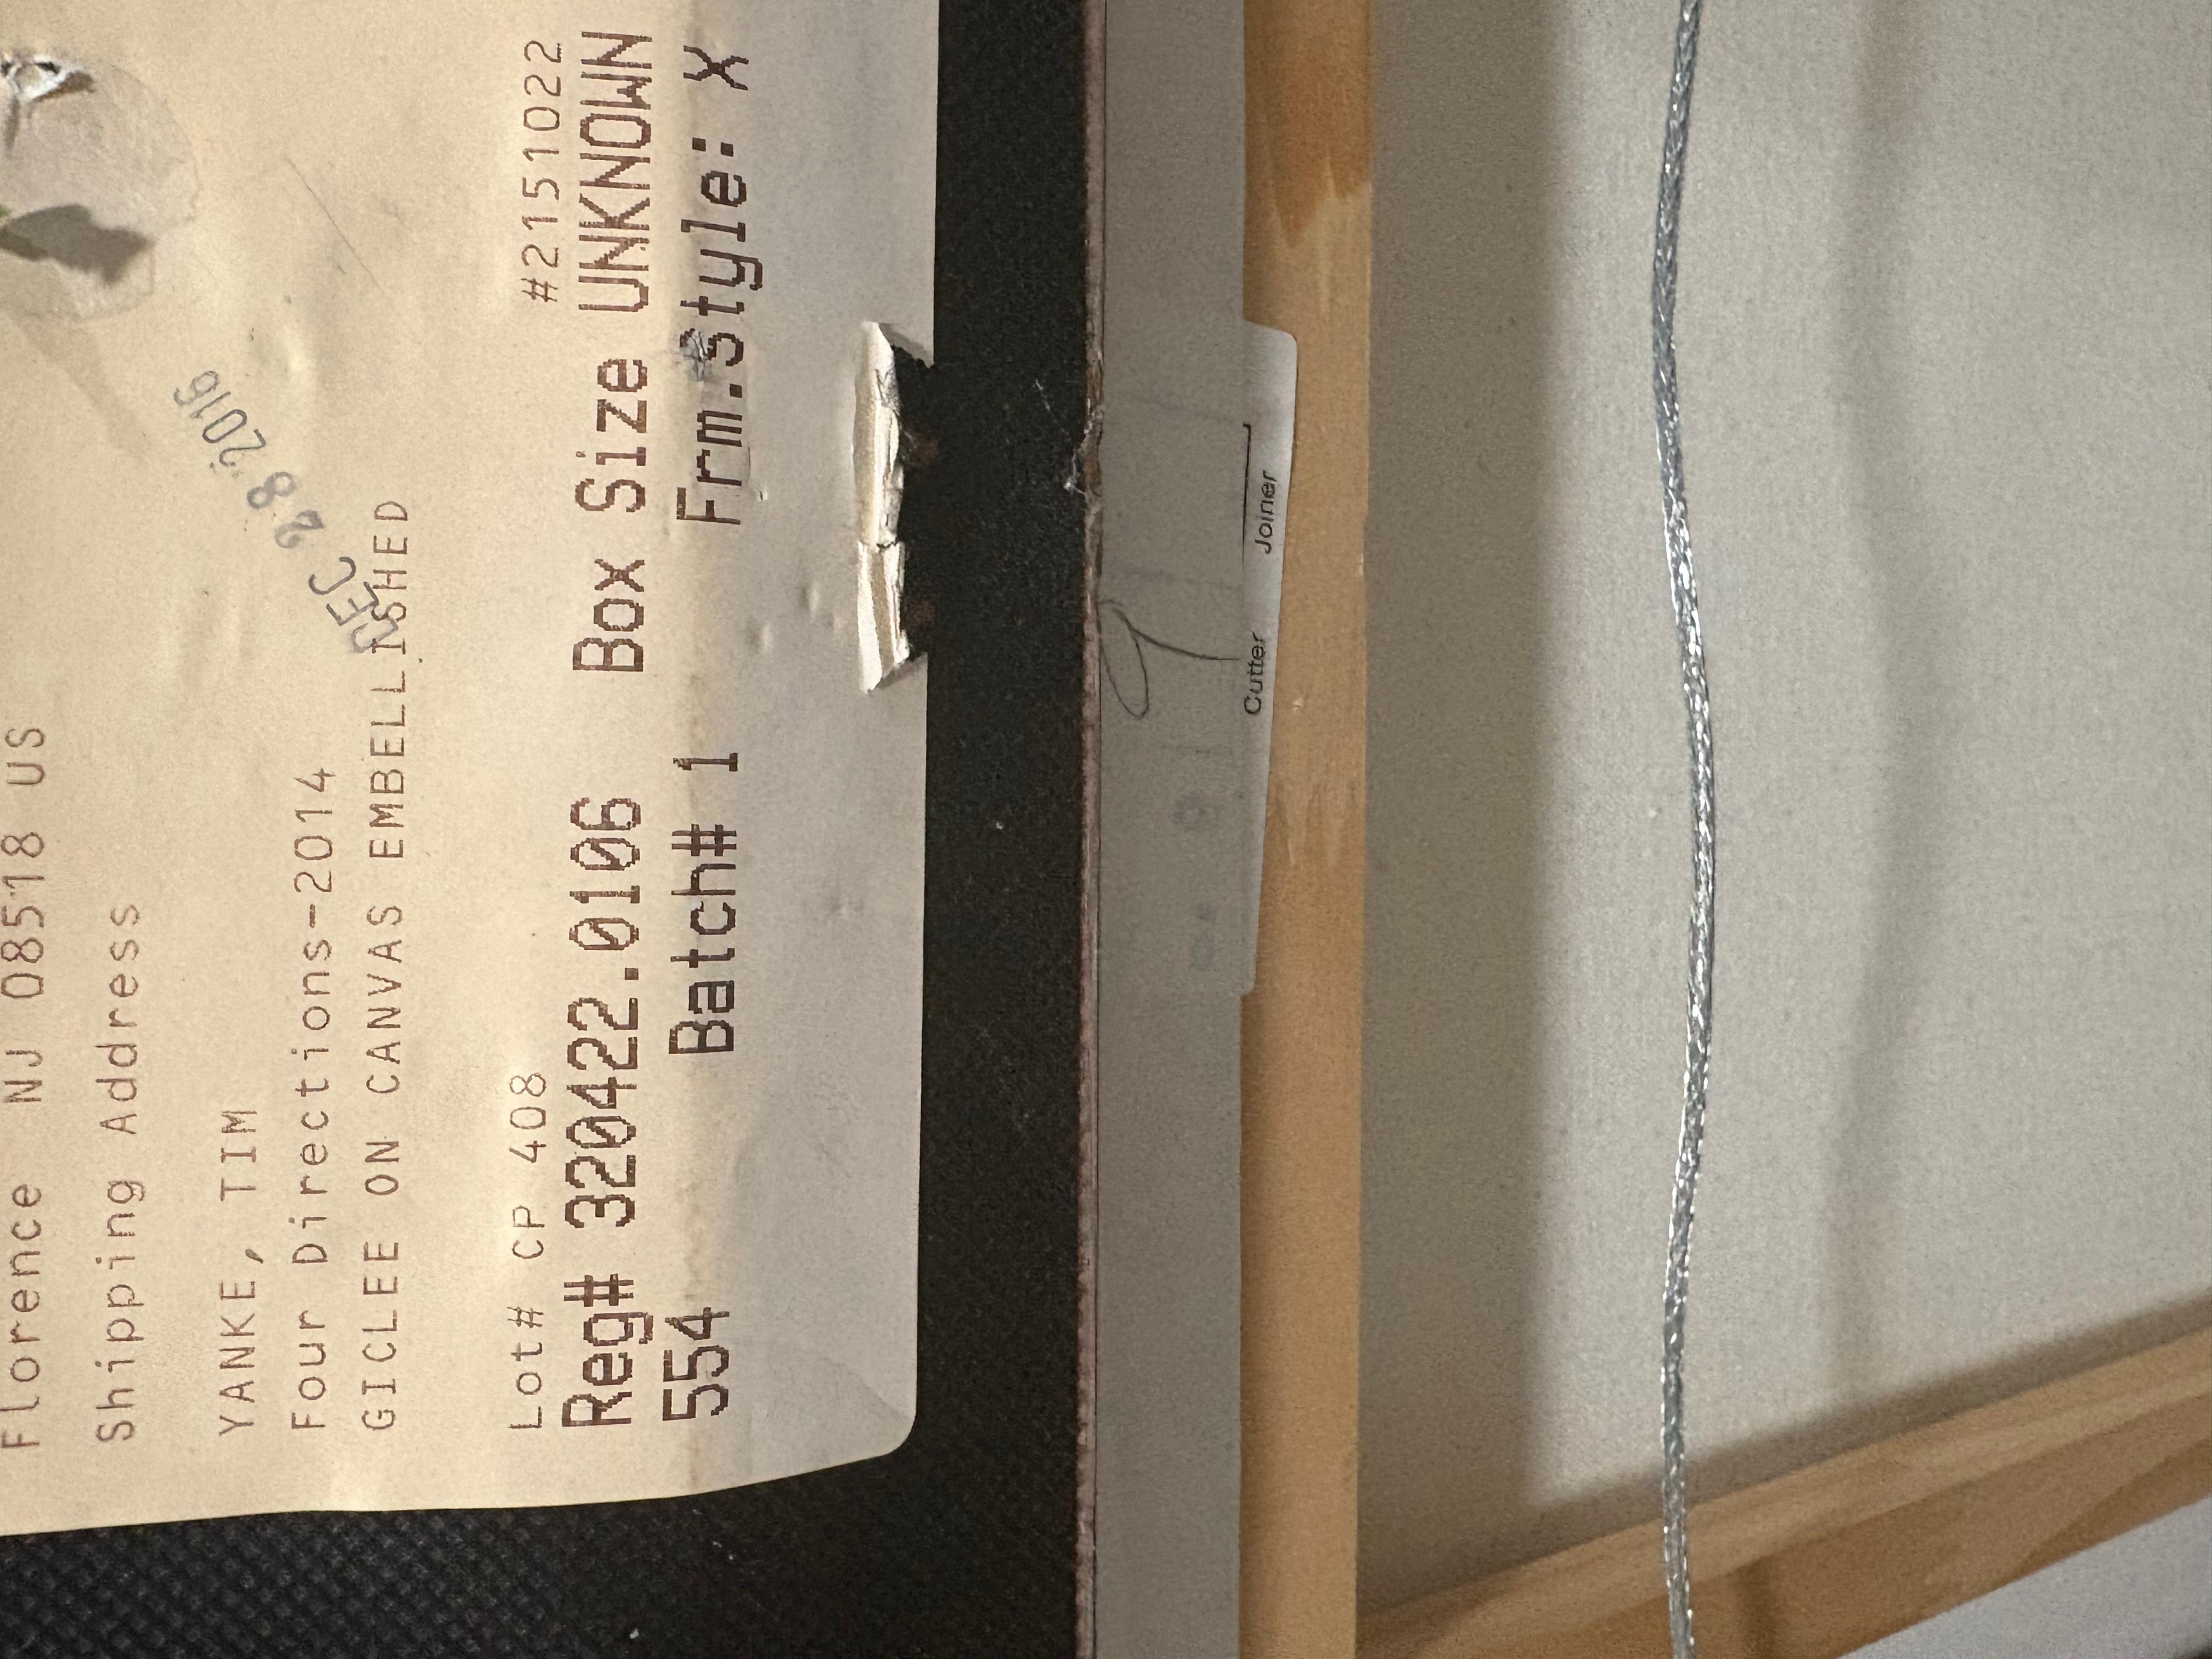 Florence NJ 08518 US
Shipping Address
YANKE, TIM
Four Directions-2014
GICLEE ON CANVAS EMBELLISHED
DEC 28 2016
Lot# CP 408 #2151022
Reg# 320422.0106 Box Size UNKNOWN
554 Batch# 1 Frm.Style: X
Cutter Joiner